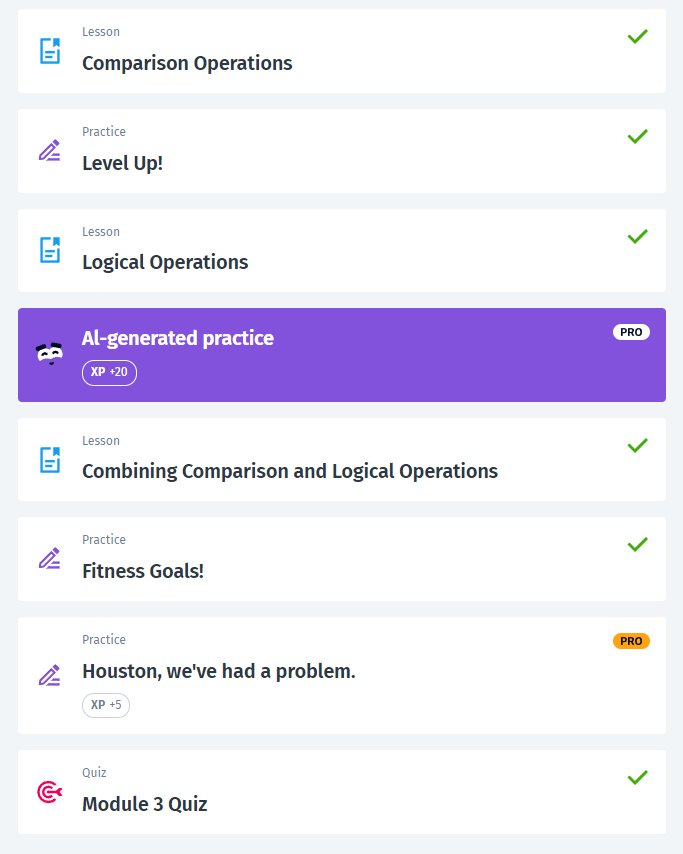 Lesson
Comparison Operations
Practice
Level Up!
Lesson
Logical Operations
AI-generated practice
PRO
XP +20
Lesson
Combining Comparison and Logical Operations
Practice
Fitness Goals!
Practice
PRO
Houston, we've had a problem.
XP +5
Quiz
Module 3 Quiz